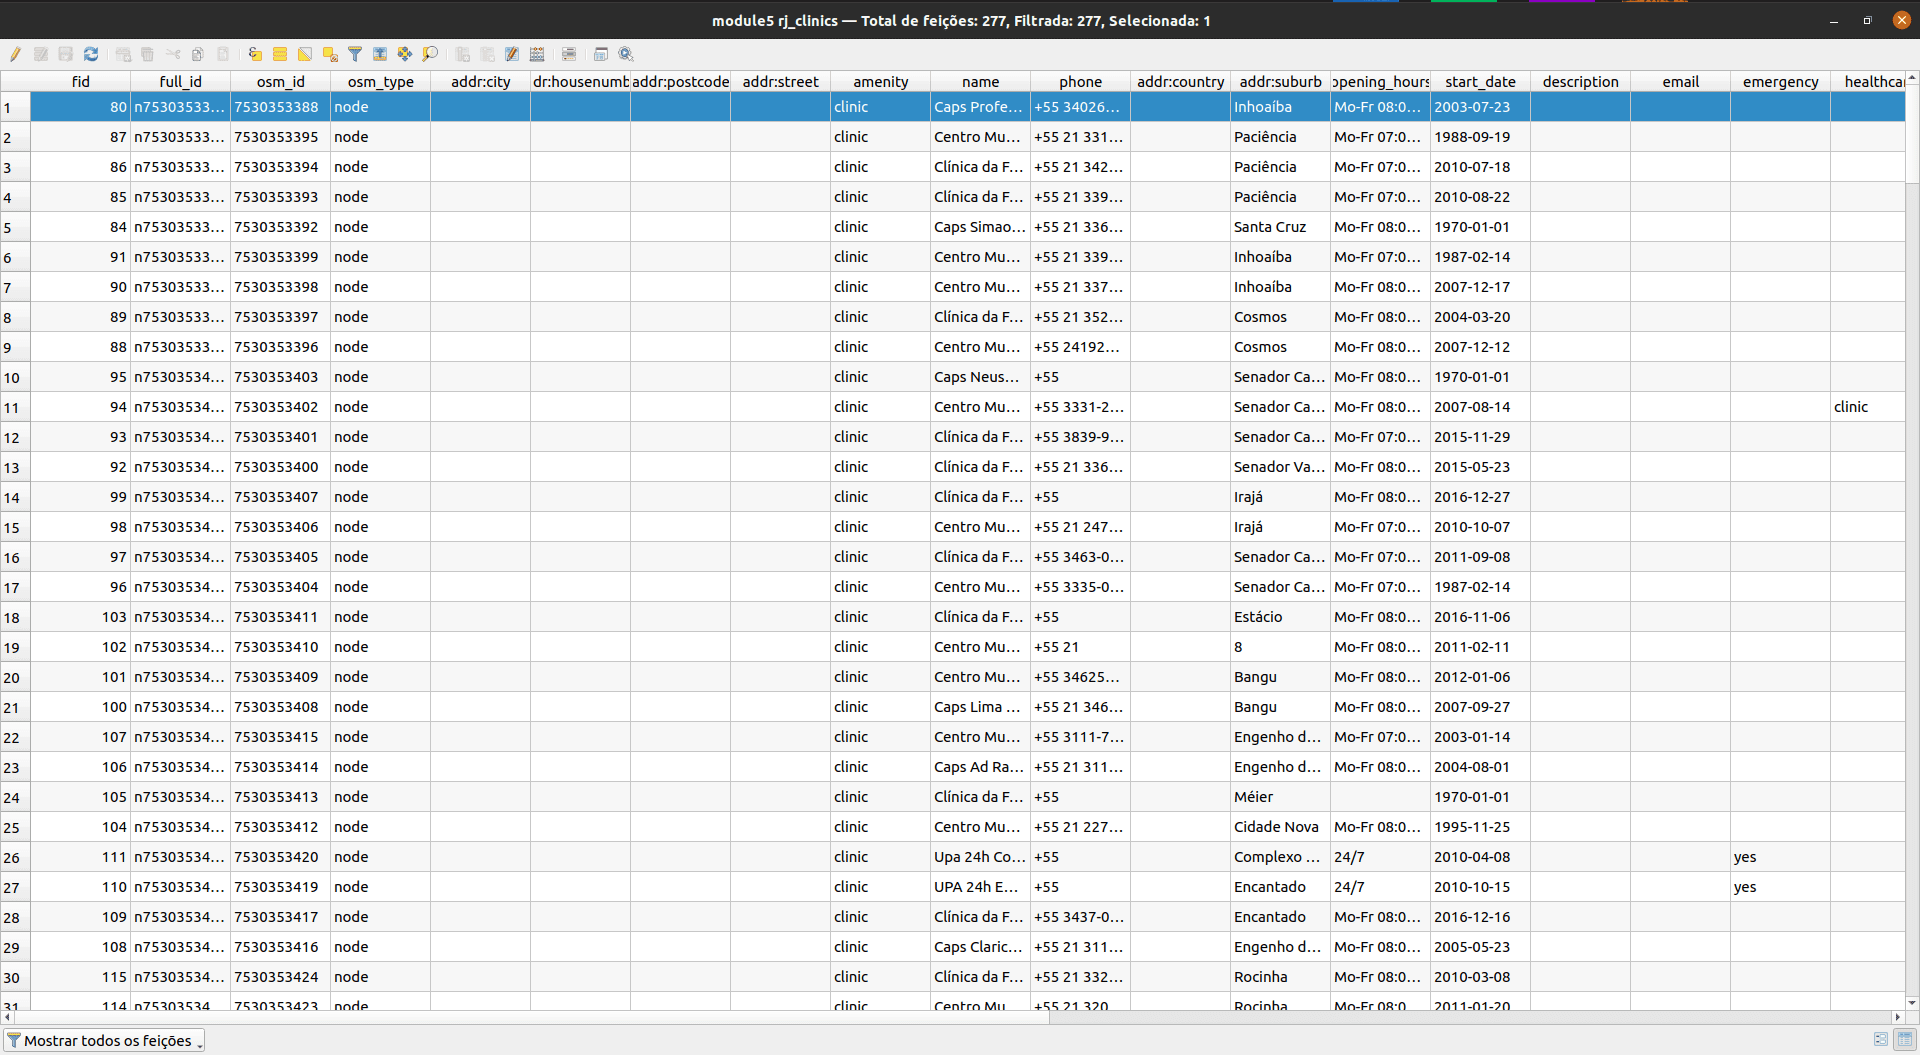 module5 rj_clinics — Total de feições: 277, Filtrada: 277, Selecionada: 1
fid full_id osm_id osm_type addr:city dr:housenumb addr:postcode addr:street amenity name phone addr:country addr:suburb opening_hours start_date description email emergency healthcar
1 80 n75303533... 7530353388 node clinic Caps Profe... +55 34026... Inhoaíba Mo-Fr 08:0... 2003-07-23
2 87 n75303533... 7530353395 node clinic Centro Mu... +55 21 331... Paciência Mo-Fr 07:0... 1988-09-19
3 86 n75303533... 7530353394 node clinic Clínica da F... +55 21 342... Paciência Mo-Fr 07:0... 2010-07-18
4 85 n75303533... 7530353393 node clinic Clínica da F... +55 21 339... Paciência Mo-Fr 07:0... 2010-08-22
5 84 n75303533... 7530353392 node clinic Caps Simao... +55 21 336... Santa Cruz Mo-Fr 08:0... 1970-01-01
6 91 n75303533... 7530353399 node clinic Centro Mu... +55 21 339... Inhoaíba Mo-Fr 07:0... 1987-02-14
7 90 n75303533... 7530353398 node clinic Centro Mu... +55 21 337... Inhoaíba Mo-Fr 08:0... 2007-12-17
8 89 n75303533... 7530353397 node clinic Clínica da F... +55 21 352... Cosmos Mo-Fr 08:0... 2004-03-20
9 88 n75303533... 7530353396 node clinic Centro Mu... +55 24192... Cosmos Mo-Fr 08:0... 2007-12-12
10 95 n75303534... 7530353403 node clinic Caps Neus... +55 Senador Ca... Mo-Fr 08:0... 1970-01-01
11 94 n75303534... 7530353402 node clinic Centro Mu... +55 3331-2... Senador Ca... Mo-Fr 08:0... 2007-08-14 clinic
12 93 n75303534... 7530353401 node clinic Clínica da F... +55 3839-9... Senador Ca... Mo-Fr 07:0... 2015-11-29
13 92 n75303534... 7530353400 node clinic Clínica da F... +55 21 336... Senador Va... Mo-Fr 08:0... 2015-05-23
14 99 n75303534... 7530353407 node clinic Clínica da F... +55 Irajá Mo-Fr 08:0... 2016-12-27
15 98 n75303534... 7530353406 node clinic Centro Mu... +55 21 247... Irajá Mo-Fr 07:0... 2010-10-07
16 97 n75303534... 7530353405 node clinic Clínica da F... +55 3463-0... Senador Ca... Mo-Fr 07:0... 2011-09-08
17 96 n75303534... 7530353404 node clinic Centro Mu... +55 3335-0... Senador Ca... Mo-Fr 07:0... 1987-02-14
18 103 n75303534... 7530353411 node clinic Clínica da F... +55 Estácio Mo-Fr 08:0... 2016-11-06
19 102 n75303534... 7530353410 node clinic Centro Mu... +55 21 8 Mo-Fr 08:0... 2011-02-11
20 101 n75303534... 7530353409 node clinic Centro Mu... +55 34625... Bangu Mo-Fr 08:0... 2012-01-06
21 100 n75303534... 7530353408 node clinic Caps Lima ... +55 21 346... Bangu Mo-Fr 08:0... 2007-09-27
22 107 n75303534... 7530353415 node clinic Centro Mu... +55 3111-7... Engenho d... Mo-Fr 07:0... 2003-01-14
23 106 n75303534... 7530353414 node clinic Caps Ad Ra... +55 21 311... Engenho d... Mo-Fr 08:0... 2004-08-01
24 105 n75303534... 7530353413 node clinic Clínica da F... +55 Méier 1970-01-01
25 104 n75303534... 7530353412 node clinic Centro Mu... +55 21 227... Cidade Nova Mo-Fr 08:0... 1995-11-25
26 111 n75303534... 7530353420 node clinic Upa 24h Co... +55 Complexo ... 24/7 2010-04-08 yes
27 110 n75303534... 7530353419 node clinic UPA 24h E... +55 Encantado 24/7 2010-10-15 yes
28 109 n75303534... 7530353417 node clinic Clínica da F... +55 3437-0... Encantado Mo-Fr 08:0... 2016-12-16
29 108 n75303534... 7530353416 node clinic Caps Claric... +55 21 311... Engenho d... Mo-Fr 08:0... 2005-05-23
30 115 n75303534... 7530353424 node clinic Clínica da F... +55 21 332... Rocinha Mo-Fr 08:0... 2010-03-08
31 114 n75303534 7530353423 node clinic Centro Mu +55 21 320 Rocinha Mo-Fr 08:0 2011-01-20
Mostrar todos os feições